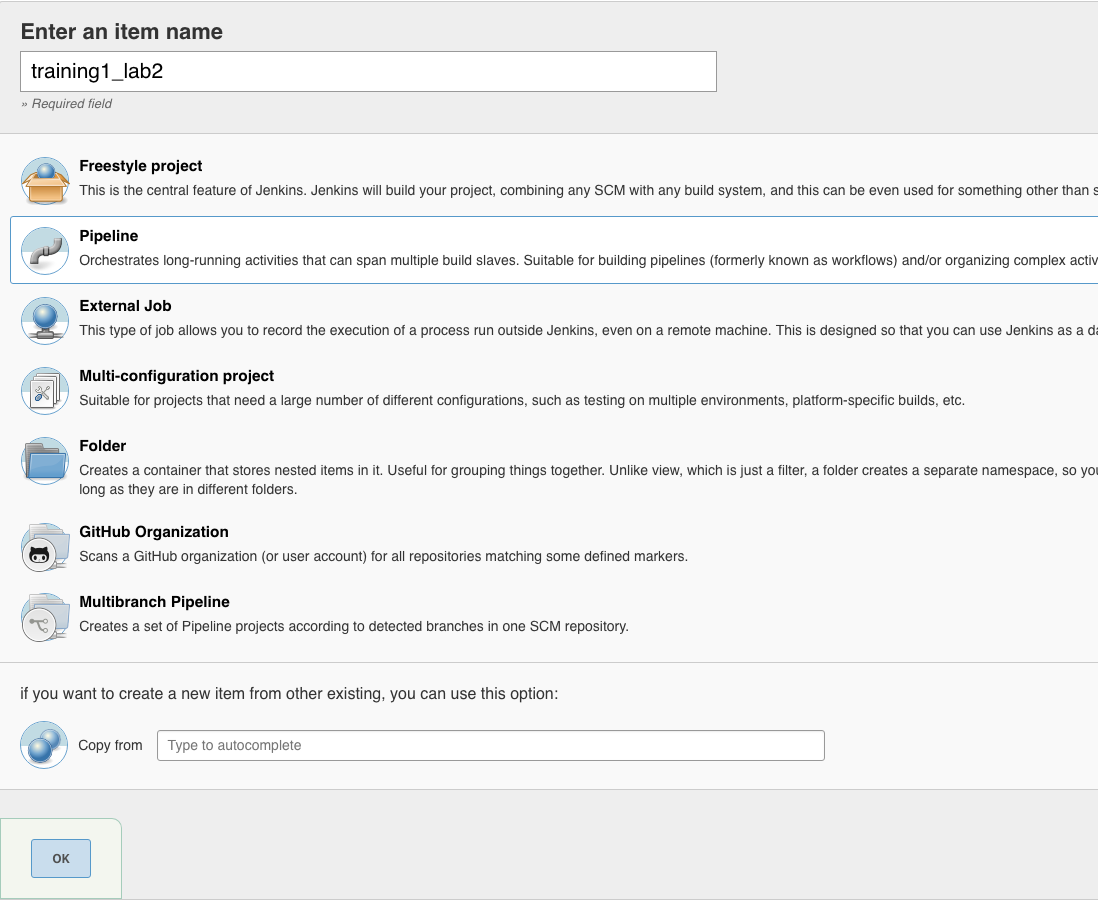 Enter an item name
training1_lab2
» Required field
Freestyle project
This is the central feature of Jenkins. Jenkins will build your project, combining any SCM with any build system, and this can be even used for something other than
Pipeline
Orchestrates long-running activities that can span multiple build slaves. Suitable for building pipelines (formerly known as workflows) and/or organizing complex
External Job
This type of job allows you to record the execution of a process run outside Jenkins, even on a remote machine. This is designed so that you can use Jenkins as a
Multi-configuration project
Suitable for projects that need a large number of different configurations, such as testing on multiple environments, platform-specific builds, etc.
Folder
Creates a container that stores nested items in it. Useful for grouping things together. Unlike view, which is just a filter, a folder creates a separate namespace, so
long as they are in different folders.
GitHub Organization
Scans a GitHub organization (or user account) for all repositories matching some defined markers.
Multibranch Pipeline
Creates a set of Pipeline projects according to detected branches in one SCM repository.
if you want to create a new item from other existing, you can use this option:
Copy from
Type to autocomplete
OK